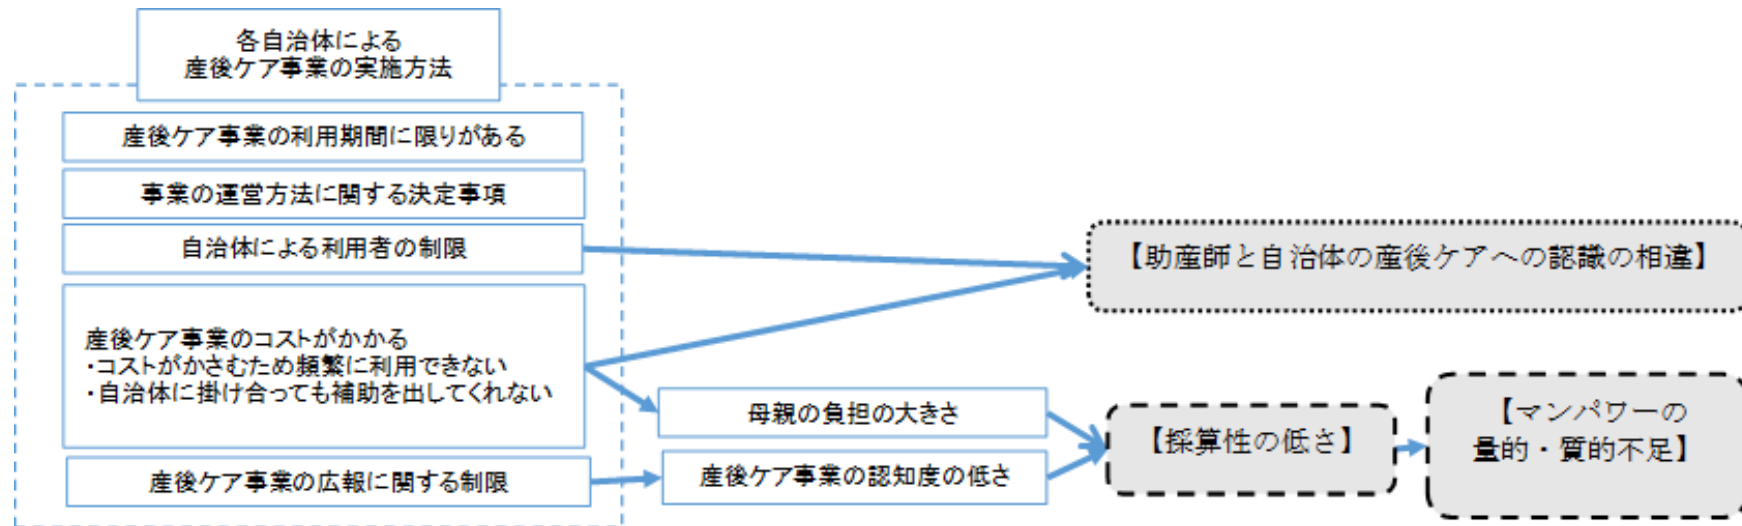 各自治体による
産後ケア事業の実施方法
産後ケア事業の利用期間に限りがある
事業の運営方法に関する決定事項
自治体による利用者の制限
産後ケア事業のコストがかかる
・コストがかさむため頻繁に利用できない
・自治体に掛け合っても補助を出してくれない
産後ケア事業の広報に関する制限
母親の負担の大きさ
産後ケア事業の認知度の低さ
【助産師と自治体の産後ケアへの認識の相違】
【採算性の低さ】
【マンパワーの
量的・質的不足】